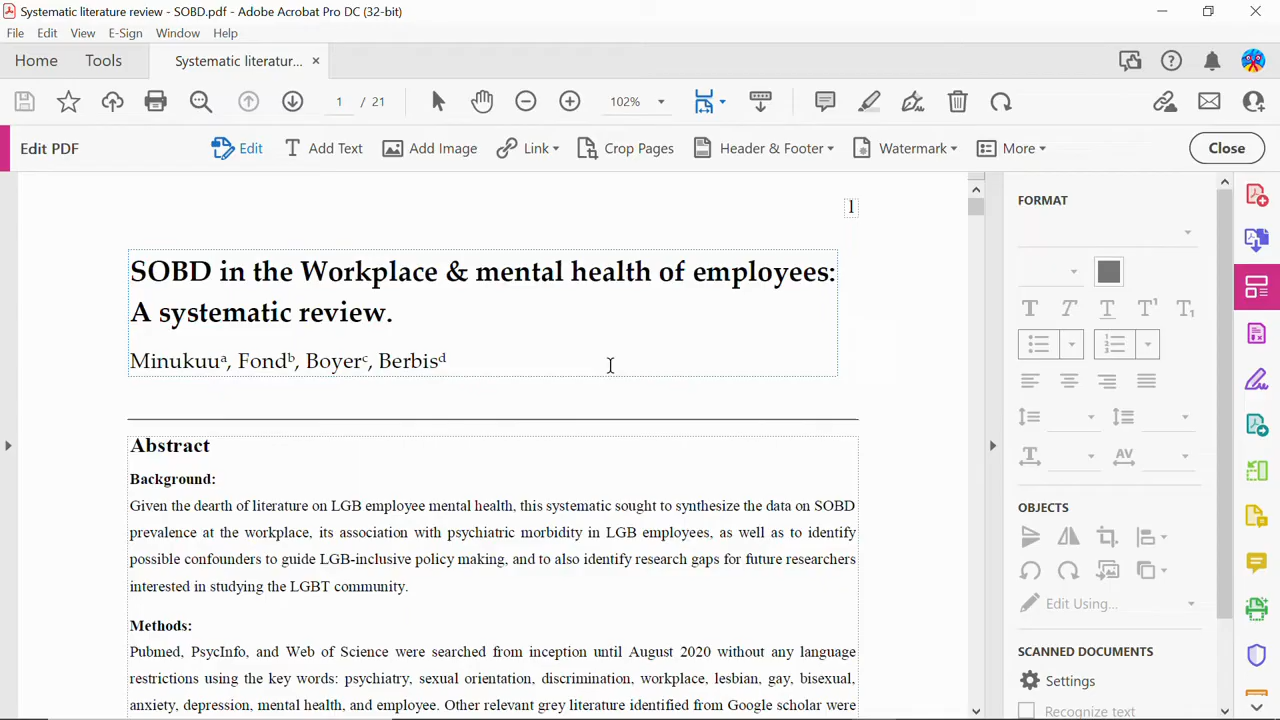 Systematic literature review - SOBD.pdf - Adobe Acrobat Pro DC (32-bit)
File Edit View E-Sign Window Help
Home Tools Systematic literatur... ×
1 / 21 102%
Edit PDF Edit Add Text Add Image Link Crop Pages Header & Footer Watermark More Close
1
SOBD in the Workplace & mental health of employees:
A systematic review.
Minukuuᵃ, Fondᵇ, Boyerᶜ, Berbisᵈ
Abstract
Background:
Given the dearth of literature on LGB employee mental health, this systematic sought to synthesize the data on SOBD
prevalence at the workplace, its association with psychiatric morbidity in LGB employees, as well as to identify
possible confounders to guide LGB-inclusive policy making, and to also identify research gaps for future researchers
interested in studying the LGBT community.
Methods:
Pubmed, PsycInfo, and Web of Science were searched from inception until August 2020 without any language
restrictions using the key words: psychiatry, sexual orientation, discrimination, workplace, lesbian, gay, bisexual,
anxiety, depression, mental health, and employee. Other relevant grey literature identified from Google scholar were
FORMAT
OBJECTS
Edit Using...
SCANNED DOCUMENTS
Settings
Recognize text